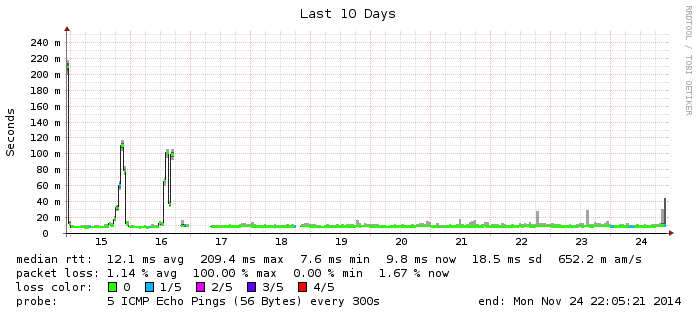 Last 10 Days
RRDTOOL / TOBI OETIKER
Seconds
240 m
220 m
200 m
180 m
160 m
140 m
120 m
100 m
80 m
60 m
40 m
20 m
0
15 16 17 18 19 20 21 22 23 24
median rtt: 12.1 ms avg 209.4 ms max 7.6 ms min 9.8 ms now 18.5 ms sd 652.2 m am/s
packet loss: 1.14 % avg 100.00 % max 0.00 % min 1.67 % now
loss color: 0 1/5 2/5 3/5 4/5
probe: 5 ICMP Echo Pings (56 Bytes) every 300s end: Mon Nov 24 22:05:21 2014